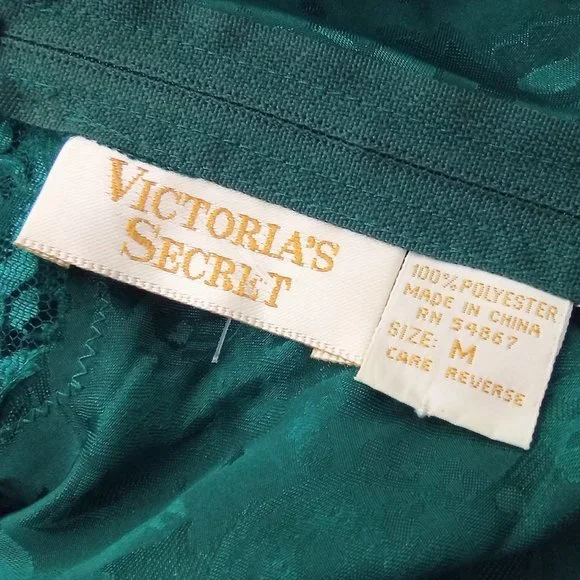 VICTORIA'S
SECRET
100% POLYESTER
MADE IN CHINA
RN 54867
SIZE: M
CARE REVERSE